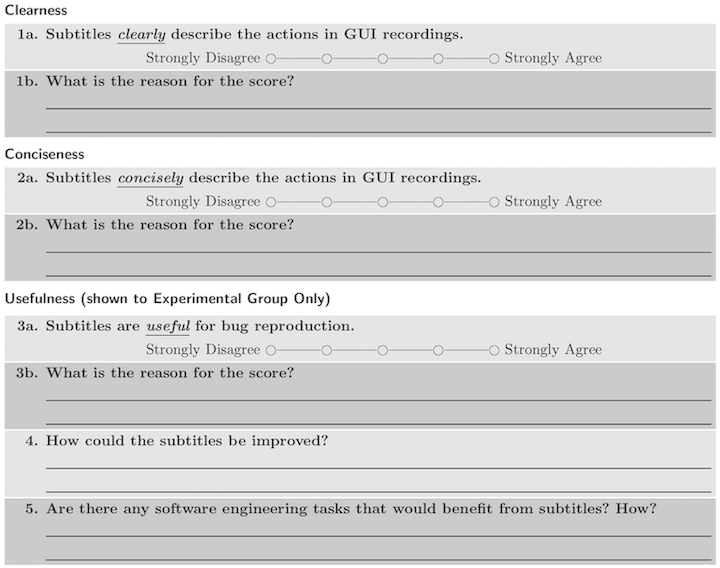 Clearness
1a. Subtitles clearly describe the actions in GUI recordings.
Strongly Disagree Strongly Agree
1b. What is the reason for the score?
Conciseness
2a. Subtitles concisely describe the actions in GUI recordings.
Strongly Disagree Strongly Agree
2b. What is the reason for the score?
Usefulness (shown to Experimental Group Only)
3a. Subtitles are useful for bug reproduction.
Strongly Disagree Strongly Agree
3b. What is the reason for the score?
4. How could the subtitles be improved?
5. Are there any software engineering tasks that would benefit from subtitles? How?